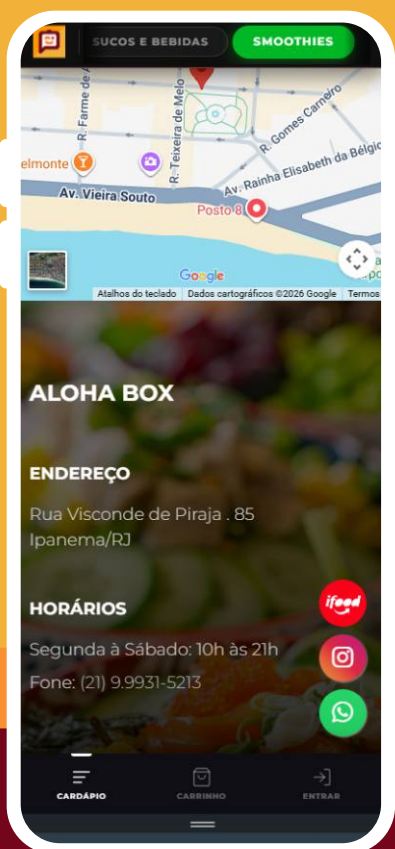 SUCOS E BEBIDAS
SMOOTHIES
R. Farme de A
R. Teixeira de Melo
R. Gomes Carneiro
elmonte
Av. Rainha Elisabeth da Bélgic
Av. Vieira Souto
Posto 8
Google
Atalhos do teclado
Dados cartográficos ©2026 Google
Termos
ALOHA BOX
ENDEREÇO
Rua Visconde de Piraja . 85
Ipanema/RJ
HORÁRIOS
ifood
Segunda à Sábado: 10h às 21h
Fone: (21) 9.9931-5213
CARDÁPIO
CARRINHO
ENTRAR